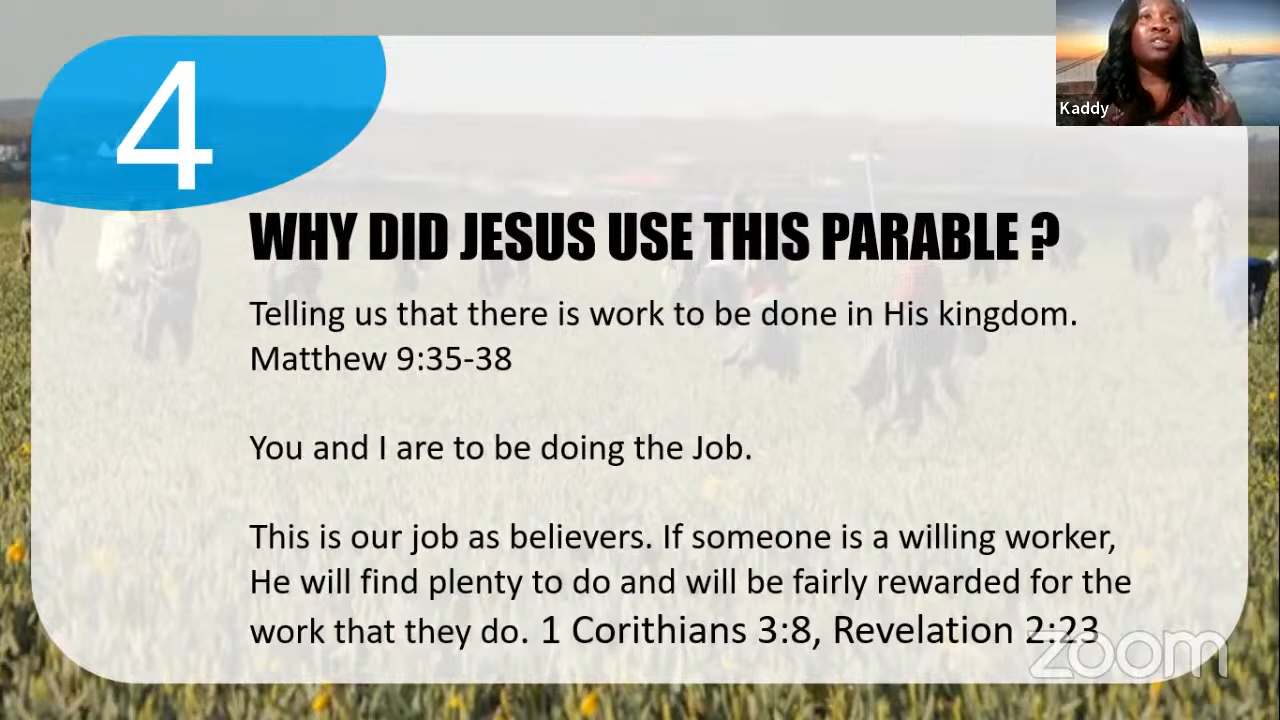 4
Kaddy
WHY DID JESUS USE THIS PARABLE ?
Telling us that there is work to be done in His kingdom.
Matthew 9:35-38
You and I are to be doing the Job.
This is our job as believers. If someone is a willing worker,
He will find plenty to do and will be fairly rewarded for the
work that they do. 1 Corithians 3:8, Revelation 2:23
zoom